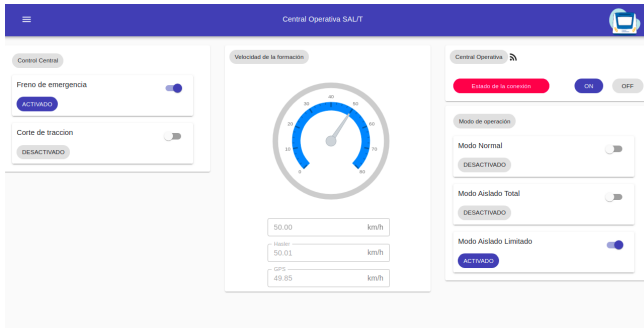 Central Operativa SAL/T
Control Central
Freno de emergencia
ACTIVADO
Corte de traccion
DESACTIVADO
Velocidad de la formación
0
10
20
30
40
50
60
70
80
50.00 km/h
Hasler
50.01 km/h
GPS
49.85 km/h
Central Operativa
Estado de la conexión
ON
OFF
Modo de operación
Modo Normal
DESACTIVADO
Modo Aislado Total
DESACTIVADO
Modo Aislado Limitado
ACTIVADO